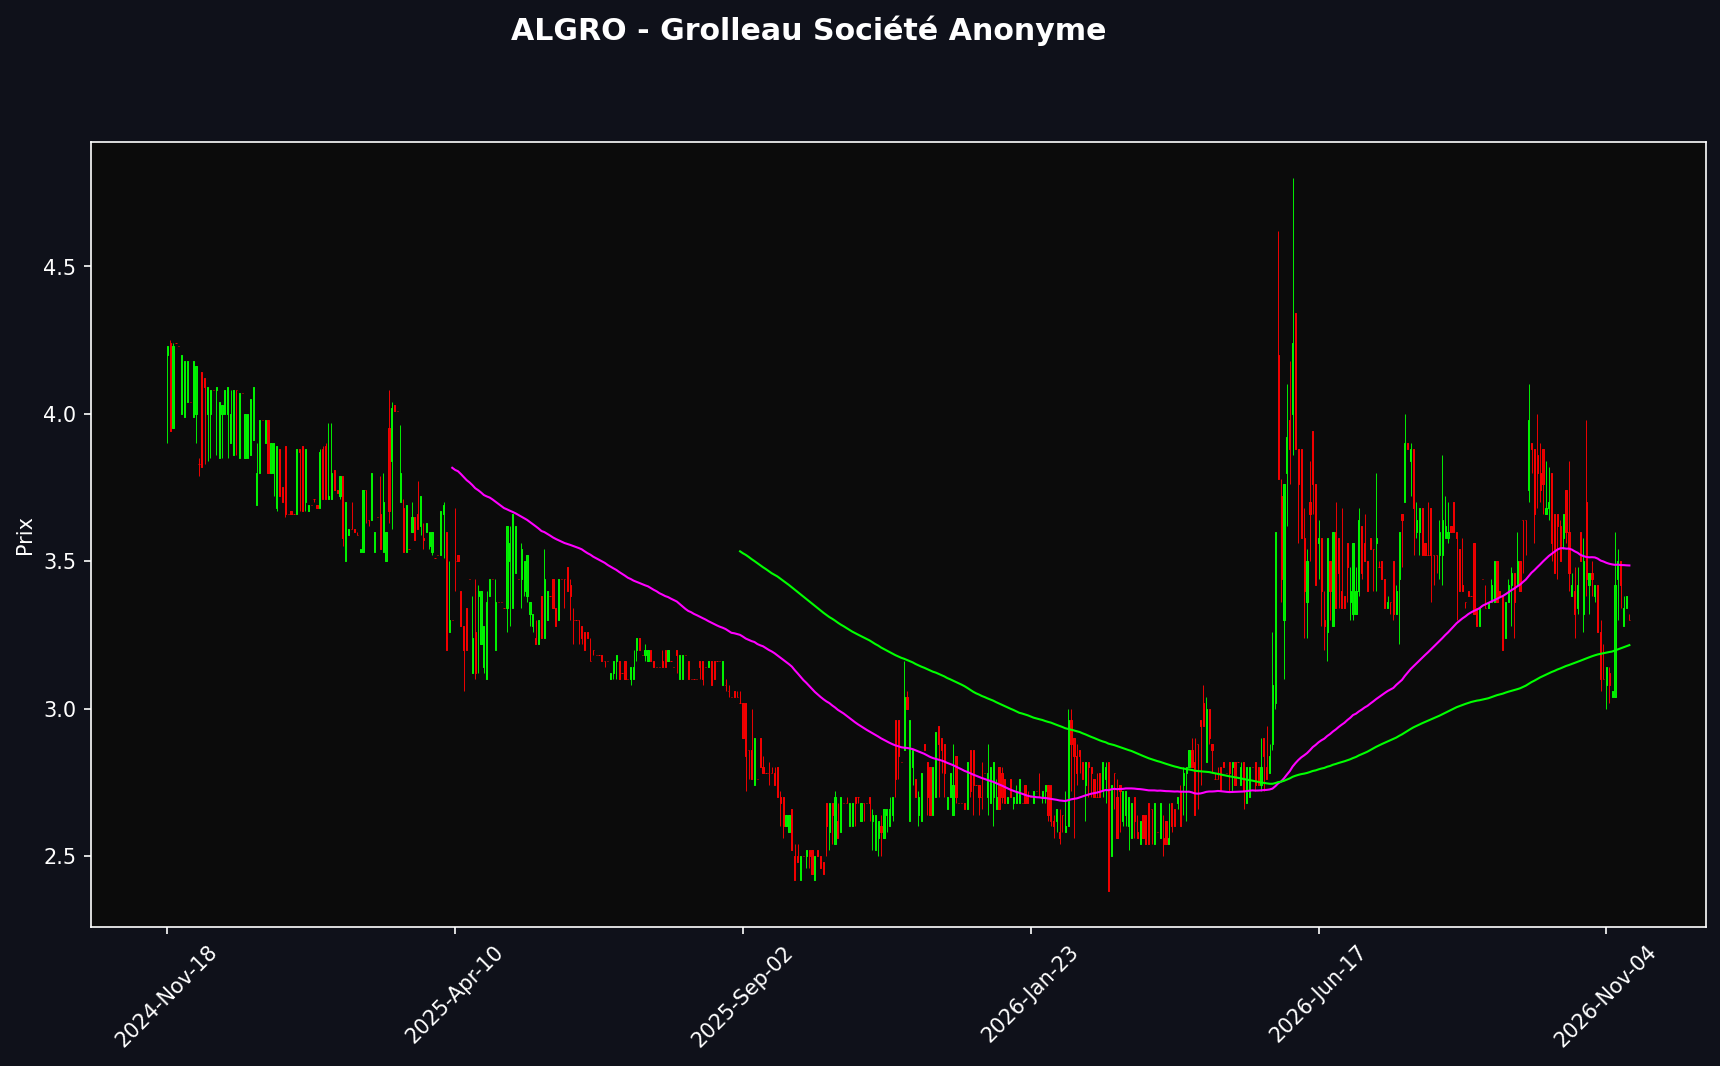 ALGRO - Grolleau Société Anonyme
Prix
4.5
4.0
3.5
3.0
2.5
2024-Nov-18
2025-Apr-10
2025-Sep-02
2026-Jan-23
2026-Jun-17
2026-Nov-04